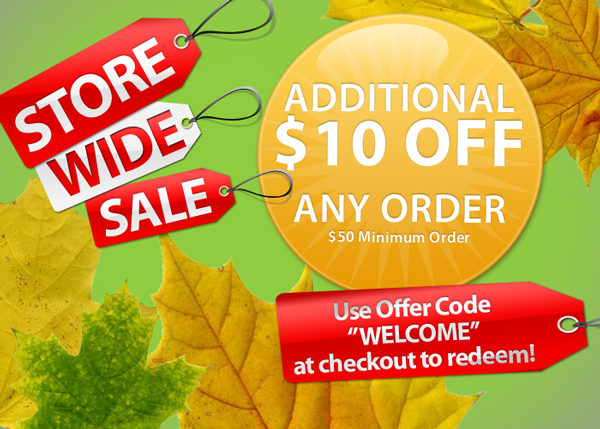 STORE
WIDE
SALE
ADDITIONAL
$10 OFF
ANY ORDER
$50 Minimum Order
Use Offer Code
"WELCOME"
at checkout to redeem!